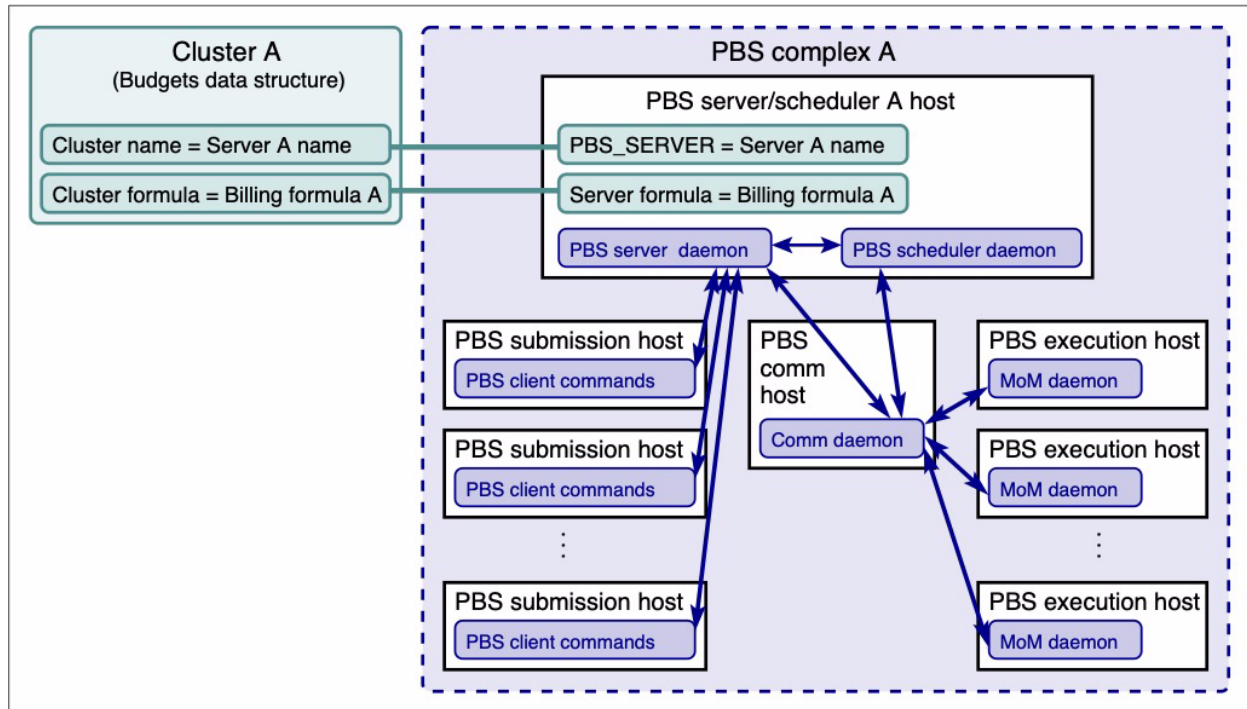 Cluster A
(Budgets data structure)
Cluster name = Server A name
Cluster formula = Billing formula A
PBS complex A
PBS server/scheduler A host
PBS_SERVER = Server A name
Server formula = Billing formula A
PBS server  daemon
PBS scheduler daemon
PBS submission host
PBS client commands
PBS submission host
PBS client commands
PBS submission host
PBS client commands
PBS
comm
host
Comm daemon
PBS execution host
MoM daemon
PBS execution host
MoM daemon
PBS execution host
MoM daemon